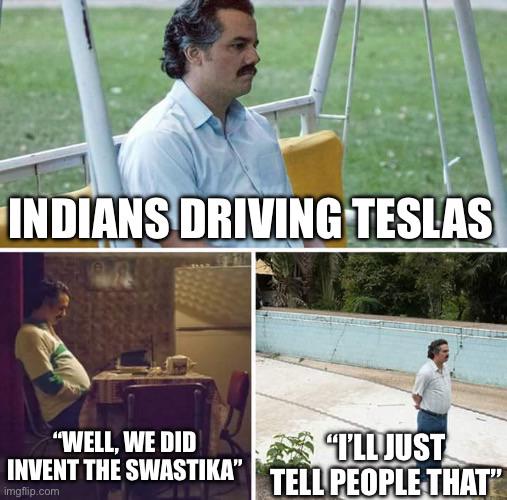 INDIANS DRIVING TESLAS
“WELL, WE DID
INVENT THE SWASTIKA”
“I’LL JUST
TELL PEOPLE THAT”
imgflip.com